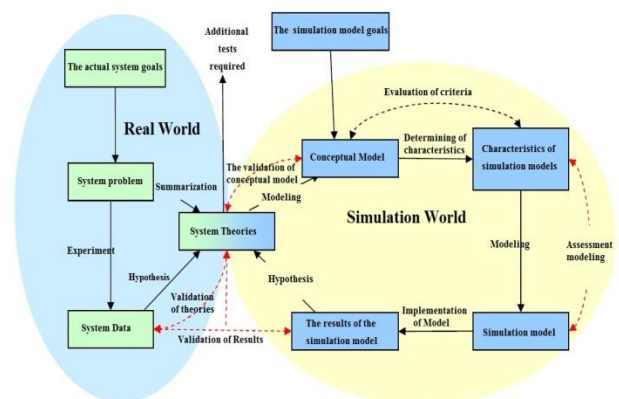 The actual system goals
Additional
tests
required
The simulation model goals
Real World
Evaluation of criteria
System problem
Summarization
The validation of
conceptual model
Modeling
Conceptual Model
Determining of
characteristics
Characteristics of
simulation models
System Theories
Simulation World
Experiment
Hypothesis
Hypothesis
Modeling
Assessment
modeling
Validation
of theories
System Data
Validation of Results
The results of the
simulation model
Implementation
of Model
Simulation model